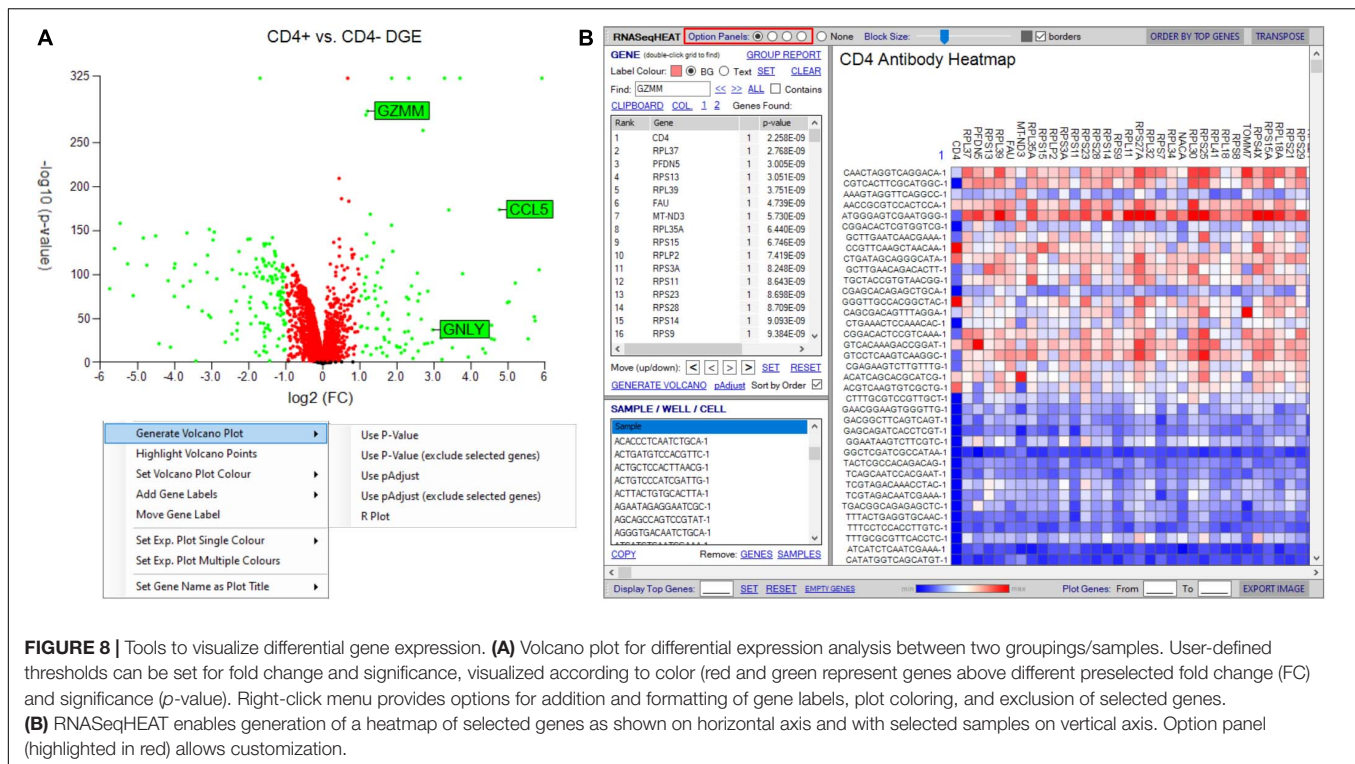 A
CD4+ vs. CD4- DGE
325
250
200
150
100
50
0
-log10 (p-value)
-6
-5.0
-4.0
-3.0
-2.0
-1.0
0
1.0
2.0
3.0
4.0
5.0
6
log2 (FC)
GZMM
CCL5
GNLY
Generate Volcano Plot
Highlight Volcano Points
Set Volcano Plot Colour
Add Gene Labels
Move Gene Label
Set Exp. Plot Single Colour
Set Exp. Plot Multiple Colours
Set Gene Name as Plot Title
Use P-Value
Use P-Value (exclude selected genes)
Use pAdjust
Use pAdjust (exclude selected genes)
R Plot
B
RNASeqHEAT Option Panels: None Block Size: borders ORDER BY TOP GENES TRANSPOSE
GENE (double-click grid to find) GROUP REPORT
Label Colour: BG Text SET CLEAR
Find: GZMM << >> ALL Contains
CLIPBOARD COL. 1 2 Genes Found:
Rank Gene p-value
1 CD4 1 2.258E-09
2 RPL37 1 2.768E-09
3 PFDN5 1 3.005E-09
4 RPS13 1 3.051E-09
5 RPL39 1 3.751E-09
6 FAU 1 4.739E-09
7 MT-ND3 1 5.730E-09
8 RPL35A 1 6.440E-09
9 RPS15 1 6.746E-09
10 RPLP2 1 7.419E-09
11 RPS3A 1 8.248E-09
12 RPS11 1 8.643E-09
13 RPS23 1 8.698E-09
14 RPS28 1 8.709E-09
15 RPS14 1 9.093E-09
16 RPS9 1 9.384E-09
Move (up/down): < < > > SET RESET
GENERATE VOLCANO pAdjust Sort by Order
SAMPLE / WELL / CELL
Sample
ACACCCTCAATCTGCA-1
ACTGATGTCCACGTTC-1
ACTGCTCCACTTAACG-1
ACTGTCCCATCGATTG-1
ACTTACTGTGCACTTA-1
AGAATAGAGGAATCGC-1
AGCAGCCAGTCCGTAT-1
AGGGTGACAATCTGCA-1
COPY Remove: GENES SAMPLES
CD4 Antibody Heatmap
1
CD4
RPL37
PFDN5
RPS13
RPL39
FAU
MT-ND3
RPL35A
RPS15
RPLP2
RPS3A
RPS11
RPS23
RPS28
RPS14
RPS9
RPL11
RPS27A
RPL32
RPS7
RPL34
NACA
RPL30
RPS25
RPL41
RPL18
RPS8
TOMM7
RPS4X
RPS15A
RPL18A
RPS21
RPS29
CAACTAGGTCAGGACA-1
CGTCACTTCGCATGGC-1
AAAGTAGGTTCAGGCC-1
AACCGCGTCCACTCCA-1
ATGGGAGTCGAATGGG-1
CGGACACTCGTGGTCG-1
GCTTGAATCAACGAAA-1
CCGTTCAAGCTAACAA-1
CTGATAGCAGGGCATA-1
GCTTGAACAGACACTT-1
TGCTACCGTGTAACGG-1
CGAGCACAGAGCTGCA-1
GGGTTGCCACGGCTAC-1
CAGCGACAGTTTAGGA-1
CTGAAACTCCAAACAC-1
CGGACACTCCGTCAAA-1
GTCACAAAGACCGGAT-1
GTCCTCAAGTCAAGGC-1
CGAGAAGTCTTGTTTG-1
ACATCAGCACGCATCG-1
ACGTCAAGTGTCGCTG-1
CTTTGCGTCCGTTGCT-1
GAACGGAAGTGGGTTG-1
GACGGCTTCAGTCAGT-1
GAGCAGATCACCTCGT-1
GGAATAAGTCTTCGTC-1
GGCTCGATCGCCATAA-1
TACTCGCCACAGACAG-1
TCAGCAATCCACGAAT-1
TCGTAGACAAACCTAC-1
TCGTAGACAATCGAAA-1
TGACGGCAGAGAGCTC-1
TTTACTGAGGTGCAAC-1
TTTCCTCCACCTTGTC-1
TTTGCGCGTTCACCTC-1
ATCATCTCAATCGAAA-1
CATATGGTCAGCATGT-1
Display Top Genes: SET RESET EMPTY GENES min max Plot Genes: From To EXPORT IMAGE
FIGURE 8 | Tools to visualize differential gene expression. (A) Volcano plot for differential expression analysis between two groupings/samples. User-defined
thresholds can be set for fold change and significance, visualized according to color (red and green represent genes above different preselected fold change (FC)
and significance (p-value). Right-click menu provides options for addition and formatting of gene labels, plot coloring, and exclusion of selected genes.
(B) RNASeqHEAT enables generation of a heatmap of selected genes as shown on horizontal axis and with selected samples on vertical axis. Option panel
(highlighted in red) allows customization.